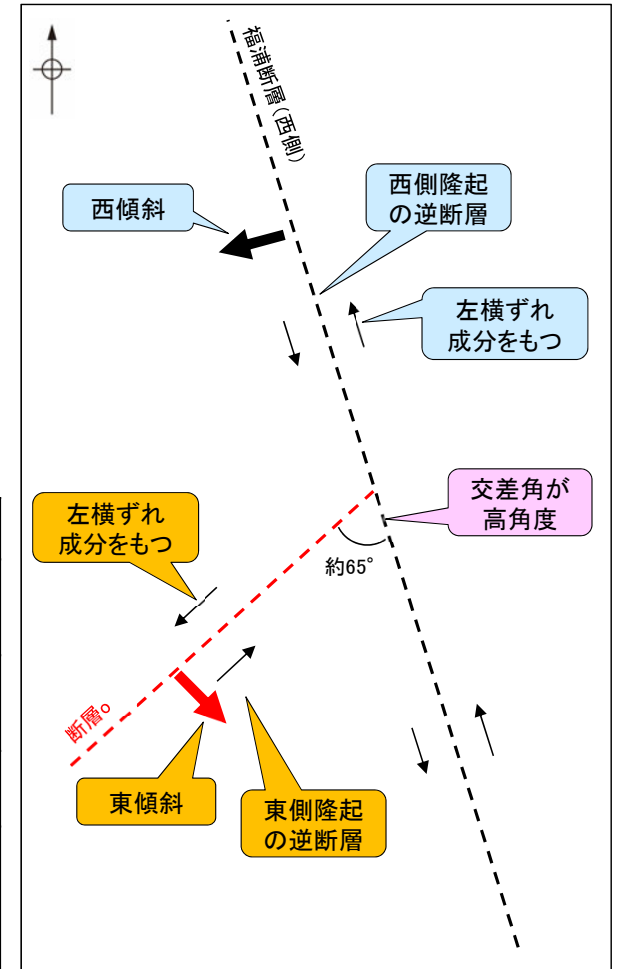 福浦断層(西側)
西傾斜
西側隆起
の逆断層
左横ずれ
成分をもつ
交差角が
高角度
左横ずれ
成分をもつ
約65°
断層o
東傾斜
東側隆起
の逆断層